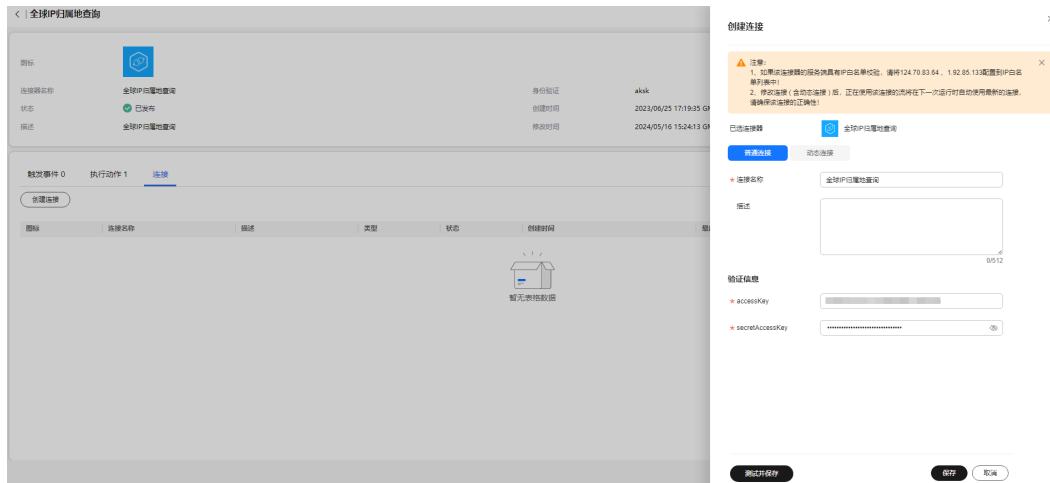 < | 全球IP归属地查询
图标
连接器名称 全球IP归属地查询 身份验证 aksk
状态 已发布 创建时间 2023/06/25 17:19:35 GM
描述 全球IP归属地查询 修改时间 2024/05/16 15:24:13 GM
触发事件 0 执行动作 1 连接
创建连接
图标 连接名称 描述 类型 状态 创建时间
暂无表格数据
创建连接
注意：
1、如果该连接器的服务端具有IP白名单校验，请将124.70.83.64 , 1.92.85.133配置到IP白名
单列表中!
2、修改连接（含动态连接）后，正在使用该连接的流将在下一次运行时自动使用最新的连接，
请确保该连接的正确性!
已选连接器 全球IP归属地查询
普通连接 动态连接
* 连接名称 全球IP归属地查询
描述
0/512
验证信息
* accessKey
* secretAccessKey
测试并保存 保存 取消